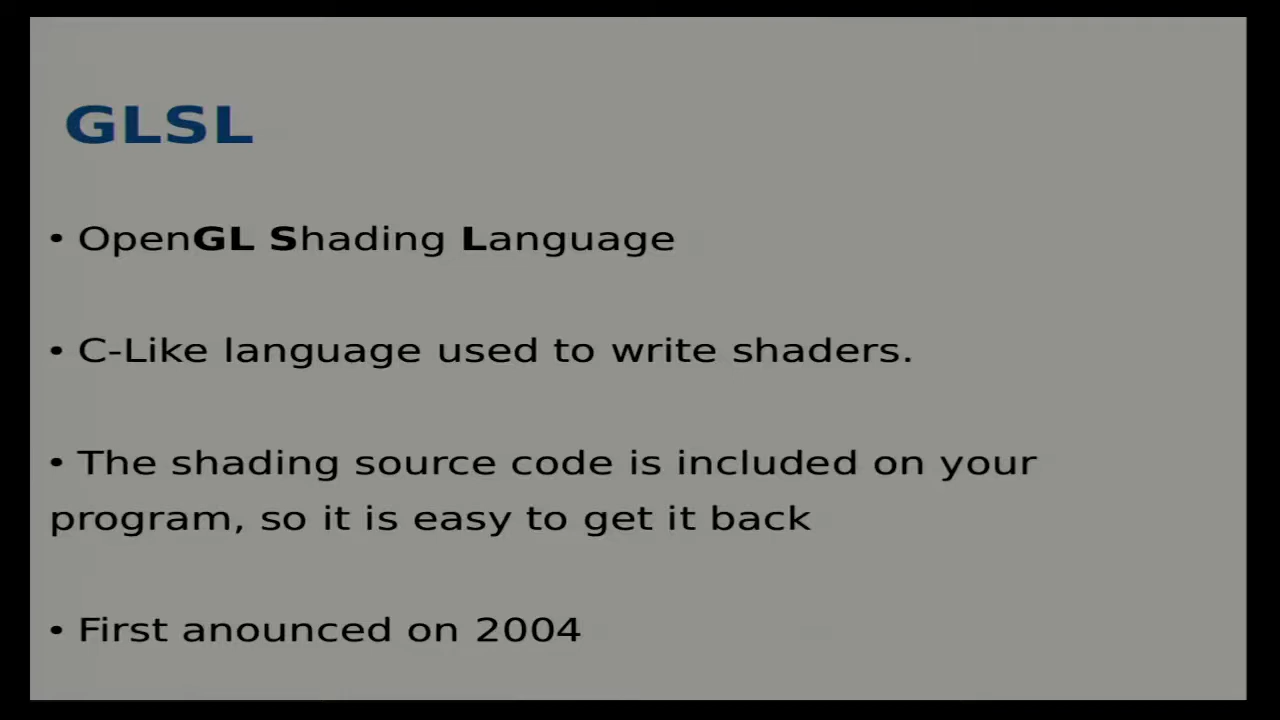 GLSL
• OpenGL Shading Language
• C-Like language used to write shaders.
• The shading source code is included on your
program, so it is easy to get it back
• First anounced on 2004